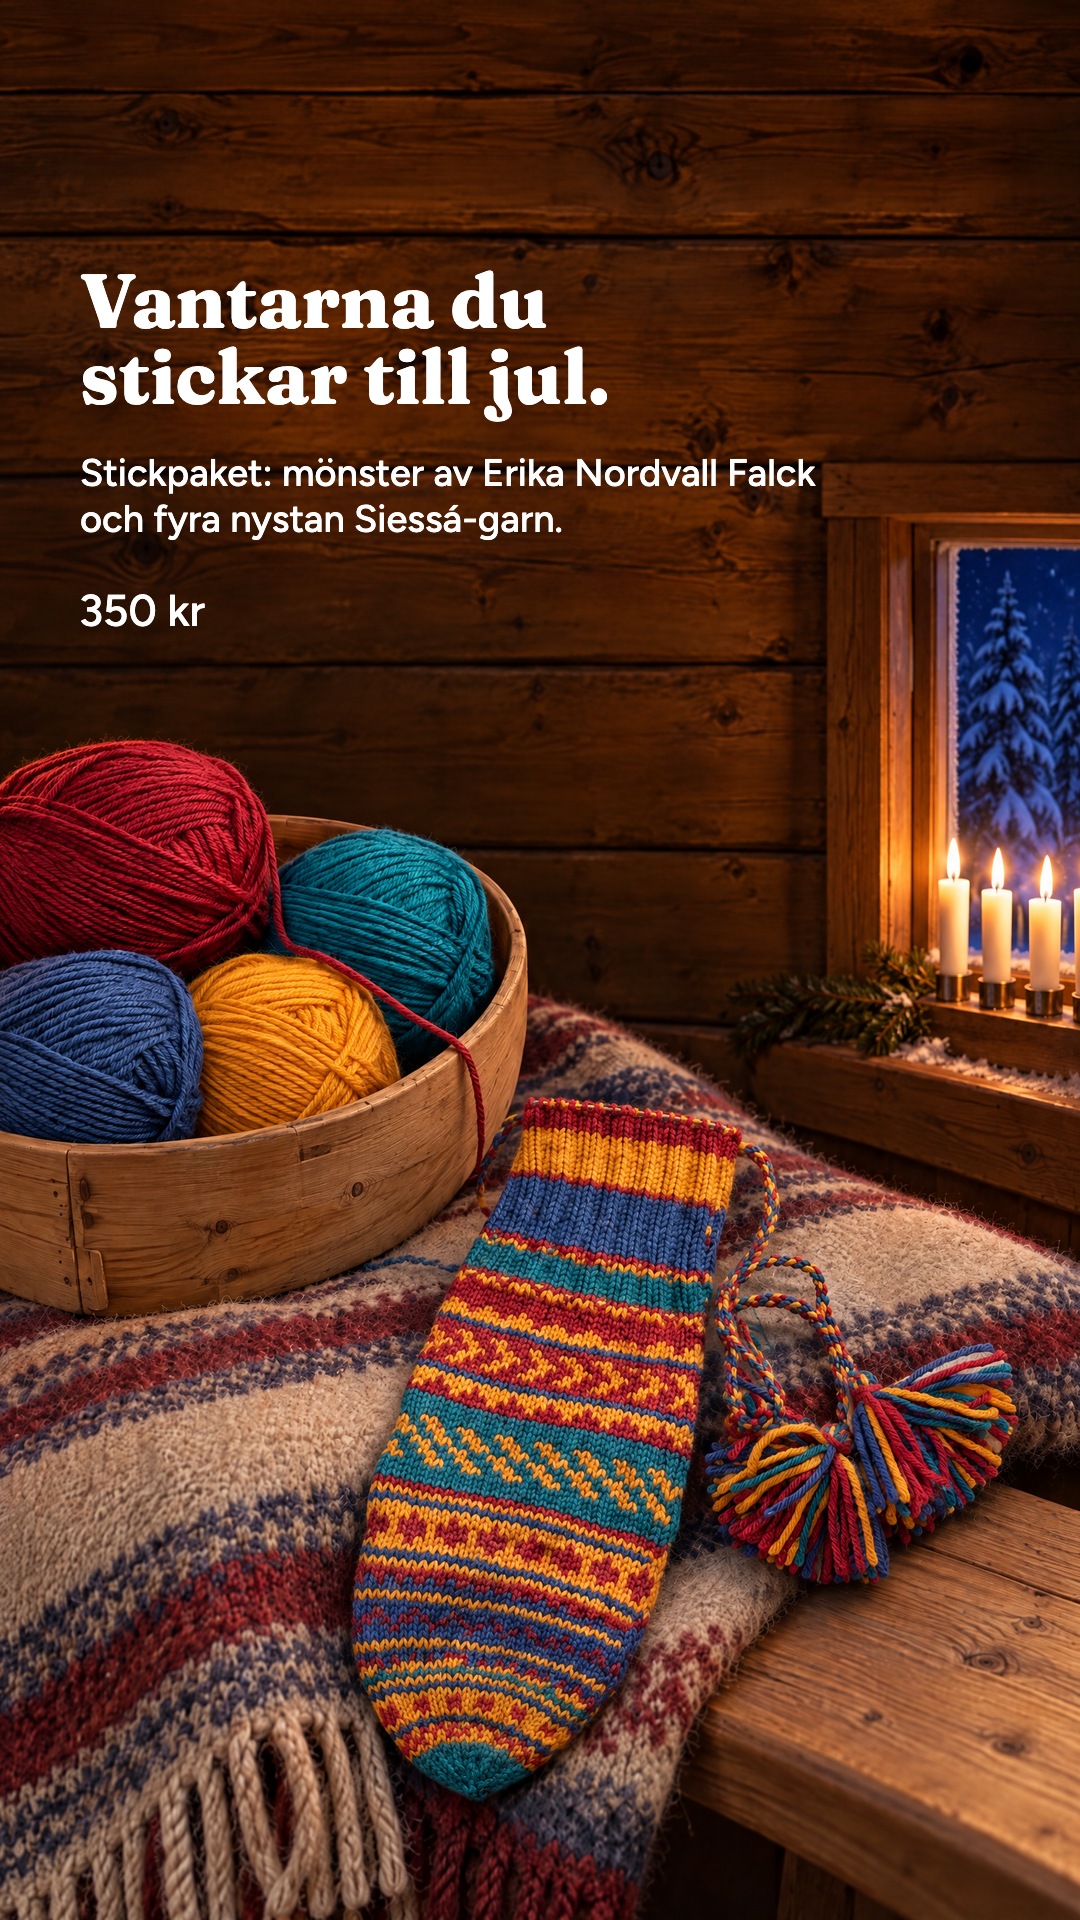 Vantarna du
stickar till jul.
Stickpaket: mönster av Erika Nordvall Falck
och fyra nystan Siessá-garn.
350 kr